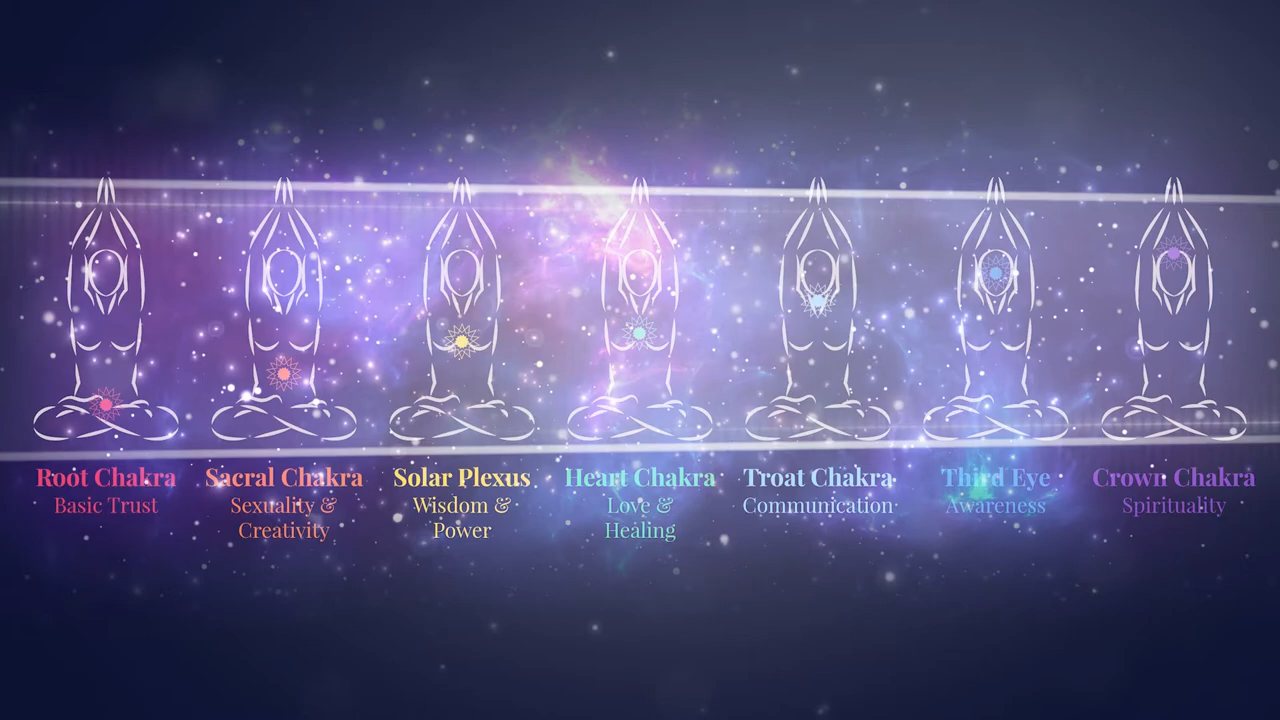 Root Chakra
Basic Trust
Sacral Chakra
Sexuality &
Creativity
Solar Plexus
Wisdom &
Power
Heart Chakra
Love &
Healing
Troat Chakra
Communication
Third Eye
Awareness
Crown Chakra
Spirituality